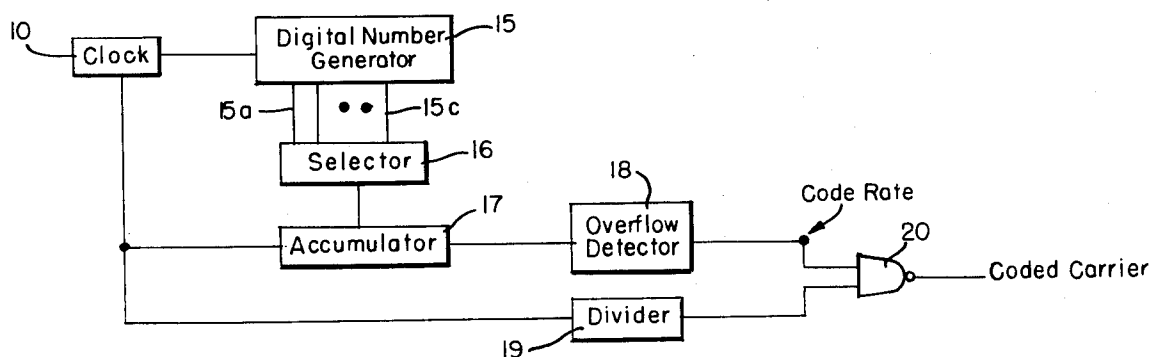 10
Clock
Digital Number
Generator
15
15a
15c
Selector
16
Accumulator
17
Overflow
Detector
18
Code Rate
20
Coded Carrier
Divider
19